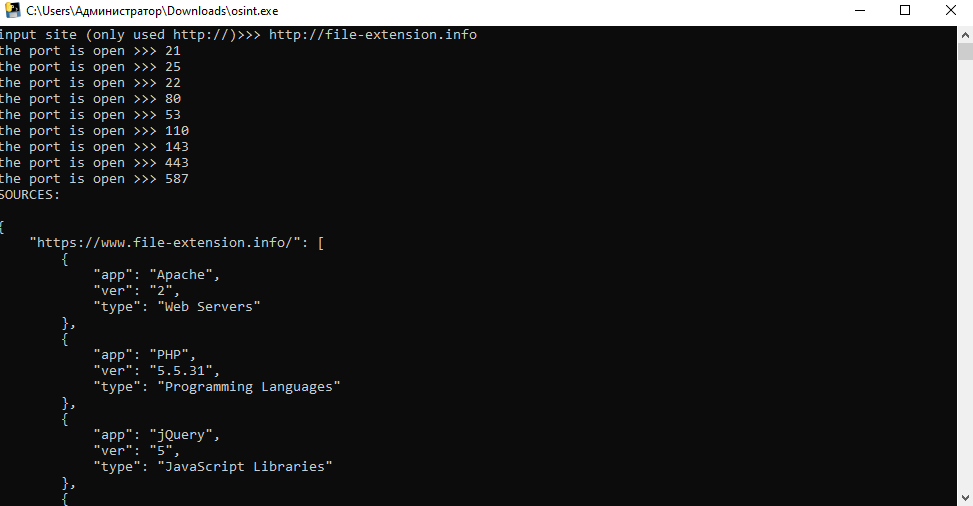 C:\Users\Администратор\Downloads\osint.exe
input site (only used http://)>>> http://file-extension.info
the port is open >>> 21
the port is open >>> 25
the port is open >>> 22
the port is open >>> 80
the port is open >>> 53
the port is open >>> 110
the port is open >>> 143
the port is open >>> 443
the port is open >>> 587
SOURCES:
{
"https://www.file-extension.info/": [
{
"app": "Apache",
"ver": "2",
"type": "Web Servers"
},
{
"app": "PHP",
"ver": "5.5.31",
"type": "Programming Languages"
},
{
"app": "jQuery",
"ver": "5",
"type": "JavaScript Libraries"
},
{